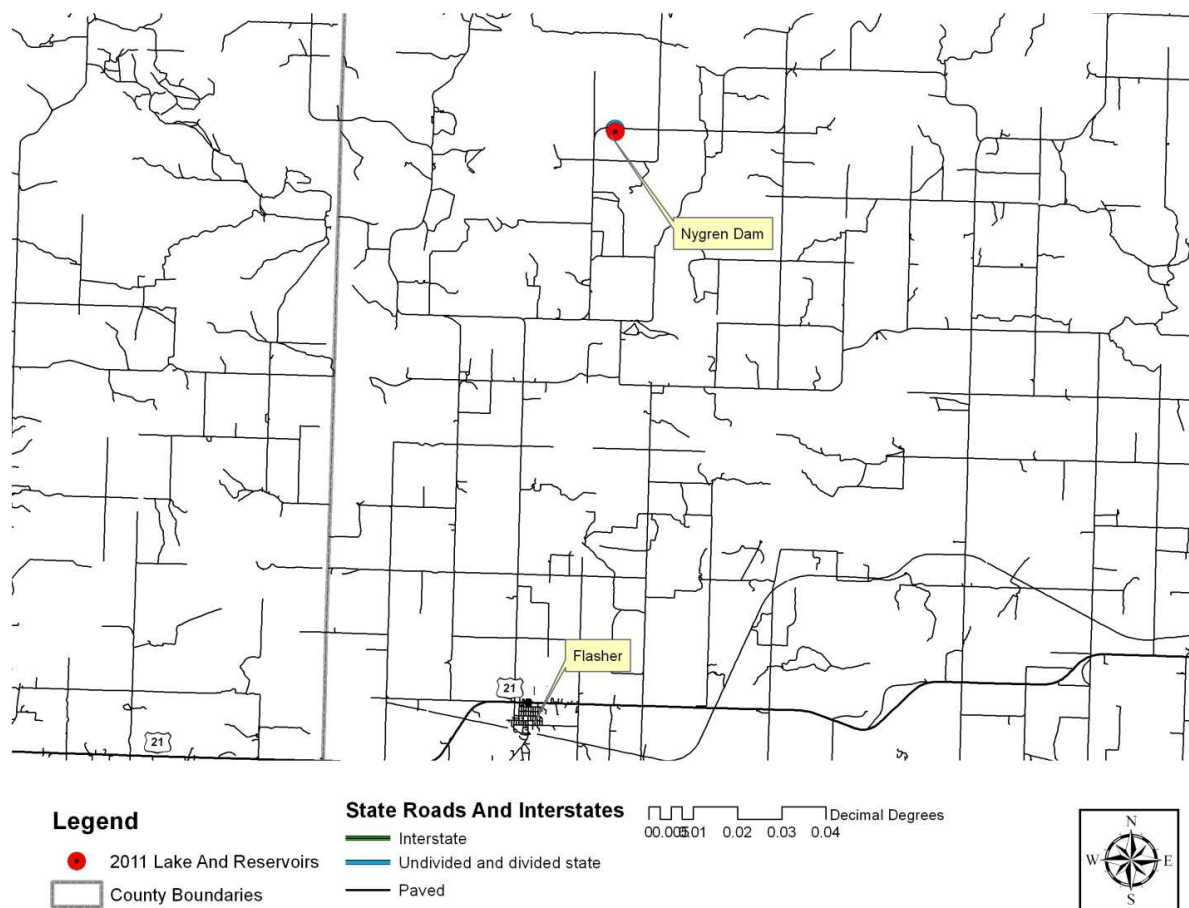 Nygren Dam
Flasher
21
21
Legend
2011 Lake And Reservoirs
County Boundaries
State Roads And Interstates
Interstate
Undivided and divided state
Paved
Decimal Degrees
0.01 0.02 0.03 0.04
N
W E
S